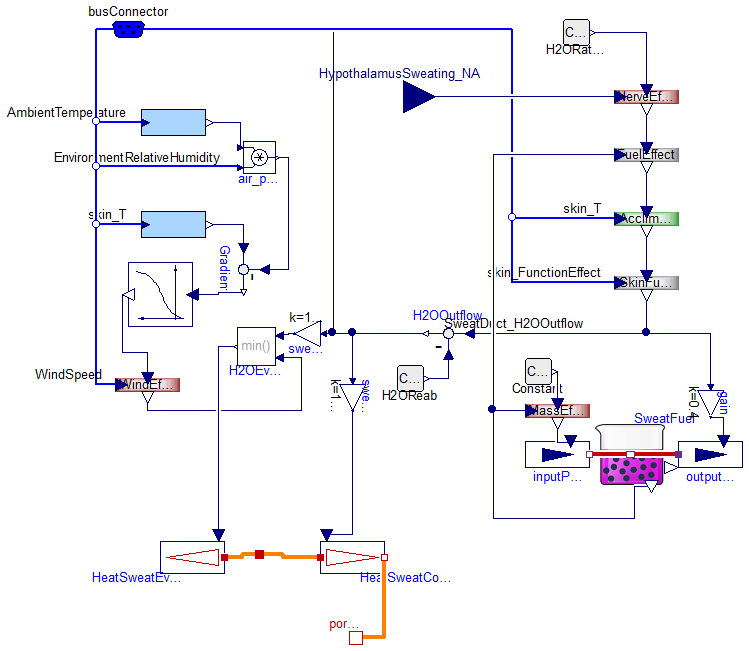 busConnector
C...
H2ORat...
HypothalamusSweating_NA
NerveEf...
AmbientTemperature
FuelEffect
EnvironmentRelativeHumidity
air_p...
skin_T
skin_T
Acclim...
Gradien
-
skin_FunctionEffect
SkinFu...
k=1...
H2OOutflow
SweatDuct_H2OOutflow
swe...
min()
-
H2OEv...
WindSpeed
WindEf...
C...
H2OReab
k=1...
swe...
C...
Constant
MassEf...
k=0.4
gain
SweatFuel
inputP...
output...
HeatSweatEv...
HeatSweatCo...
por...